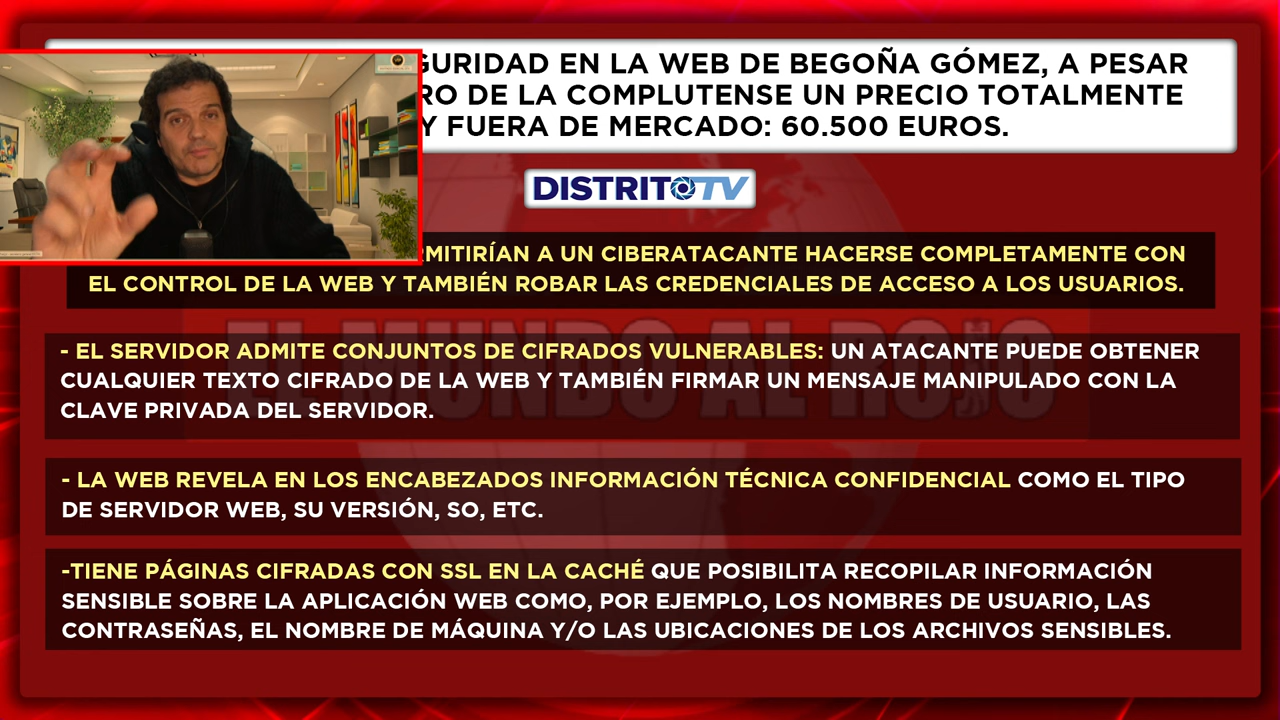 GURIDAD EN LA WEB DE BEGOÑA GÓMEZ, A PESAR
RO DE LA COMPLUTENSE UN PRECIO TOTALMENTE
Y FUERA DE MERCADO: 60.500 EUROS.
DISTRITOTV
RMITIRÍAN A UN CIBERATACANTE HACERSE COMPLETAMENTE CON
EL CONTROL DE LA WEB Y TAMBIÉN ROBAR LAS CREDENCIALES DE ACCESO A LOS USUARIOS.
- EL SERVIDOR ADMITE CONJUNTOS DE CIFRADOS VULNERABLES: UN ATACANTE PUEDE OBTENER
CUALQUIER TEXTO CIFRADO DE LA WEB Y TAMBIÉN FIRMAR UN MENSAJE MANIPULADO CON LA
CLAVE PRIVADA DEL SERVIDOR.
EL MUNDO AL ROJO
- LA WEB REVELA EN LOS ENCABEZADOS INFORMACIÓN TÉCNICA CONFIDENCIAL COMO EL TIPO
DE SERVIDOR WEB, SU VERSIÓN, SO, ETC.
-TIENE PÁGINAS CIFRADAS CON SSL EN LA CACHÉ QUE POSIBILITA RECOPILAR INFORMACIÓN
SENSIBLE SOBRE LA APLICACIÓN WEB COMO, POR EJEMPLO, LOS NOMBRES DE USUARIO, LAS
CONTRASEÑAS, EL NOMBRE DE MÁQUINA Y/O LAS UBICACIONES DE LOS ARCHIVOS SENSIBLES.